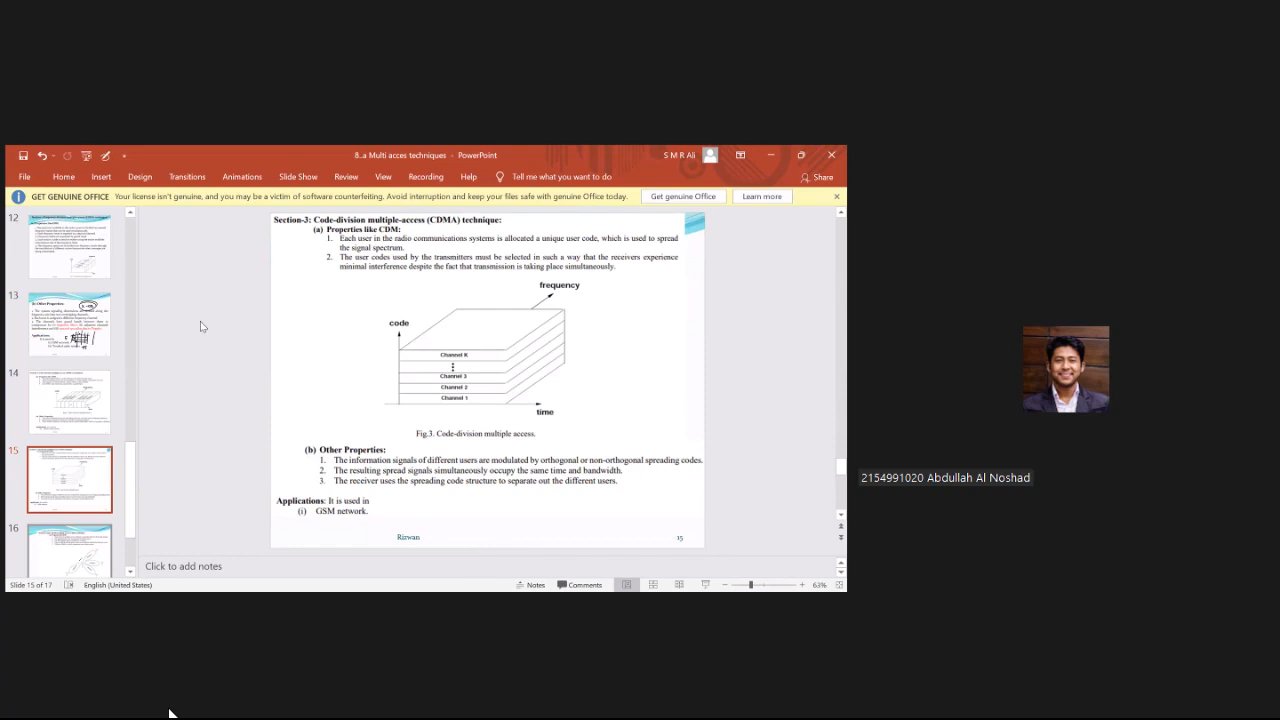 8..a Multi acces techniques - PowerPoint
S M R Ali
File Home Insert Design Transitions Animations Slide Show Review View Recording Help Tell me what you want to do Share
GET GENUINE OFFICE Your license isn't genuine, and you may be a victim of software counterfeiting. Avoid interruption and keep your files safe with genuine Office today. Get genuine Office Learn more
12
13
14
15
16
Section-3: Code-division multiple-access (CDMA) technique:
(a) Properties like CDM:
1. Each user in the radio communications systems is allocated a unique user code, which is used to spread
the signal spectrum.
2. The user codes used by the transmitters must be selected in such a way that the receivers experience
minimal interference despite the fact that transmission is taking place simultaneously.
frequency
code
Channel K
Channel 3
Channel 2
Channel 1
time
Fig.3. Code-division multiple access.
(b) Other Properties:
1. The information signals of different users are modulated by orthogonal or non-orthogonal spreading codes.
2. The resulting spread signals simultaneously occupy the same time and bandwidth.
3. The receiver uses the spreading code structure to separate out the different users.
Applications: It is used in
(i) GSM network.
Rizwan 15
Click to add notes
Slide 15 of 17 English (United States) Notes Comments 63%
2154991020 Abdullah Al Noshad